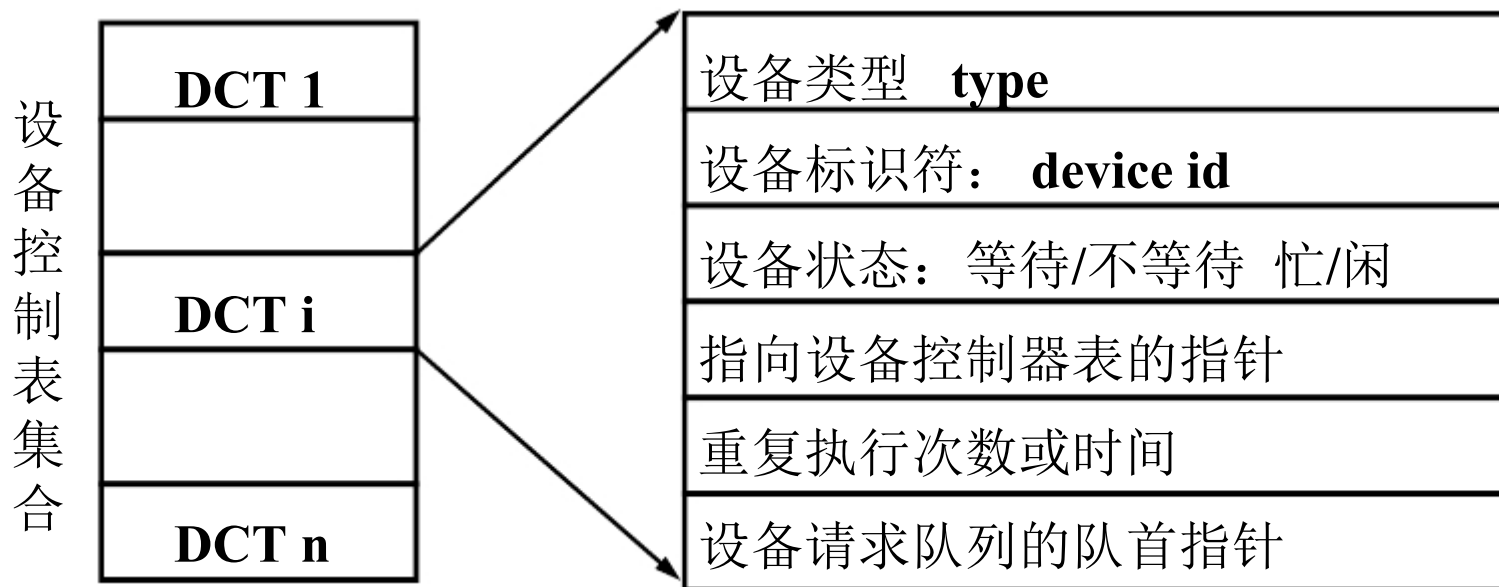 设备控制表集合
DCT 1
DCT i
DCT n
设备类型 type
设备标识符： device id
设备状态：等待/不等待 忙/闲
指向设备控制器表的指针
重复执行次数或时间
设备请求队列的队首指针